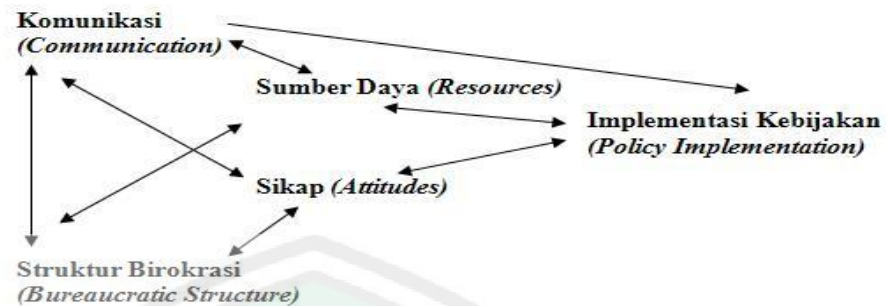 Komunikasi
(Communication)
Sumber Daya (Resources)
Implementasi Kebijakan
(Policy Implementation)
Sikap (Attitudes)
Struktur Birokrasi
(Bureaucratic Structure)